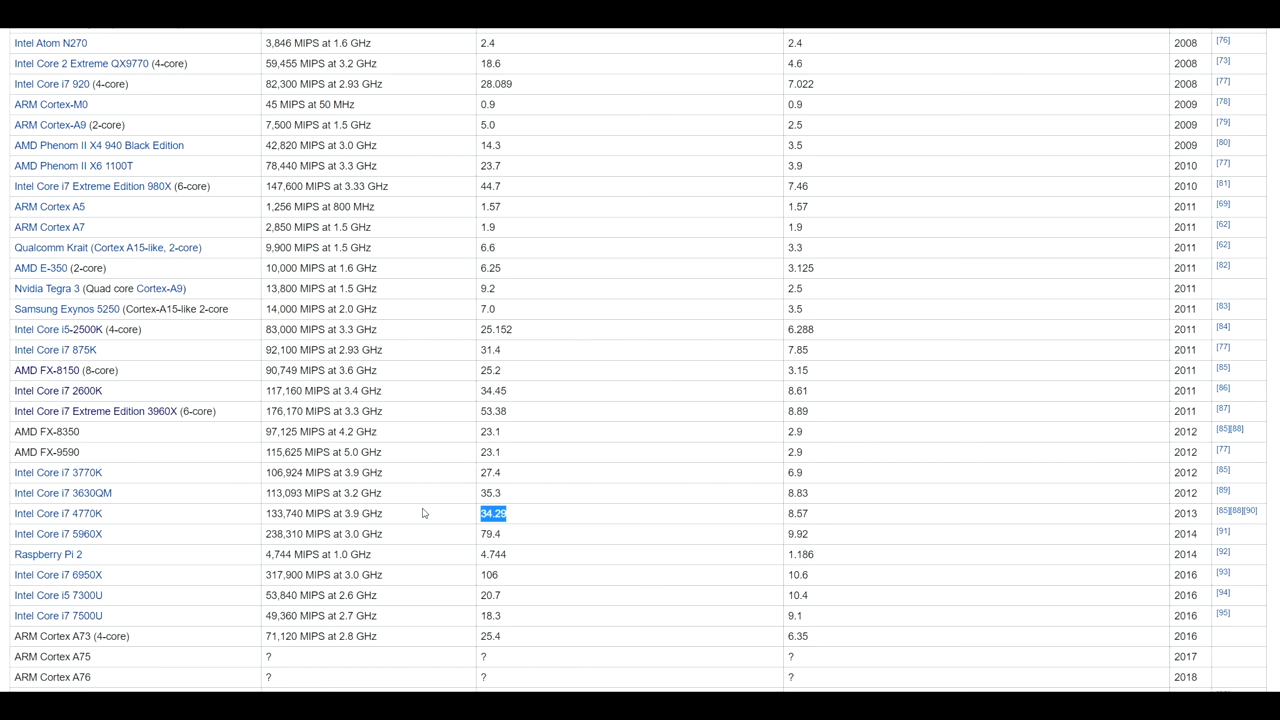 Intel Atom N270 3,846 MIPS at 1.6 GHz 2.4 2.4 2008 [76]
Intel Core 2 Extreme QX9770 (4-core) 59,455 MIPS at 3.2 GHz 18.6 4.6 2008 [73]
Intel Core i7 920 (4-core) 82,300 MIPS at 2.93 GHz 28.089 7.022 2008 [77]
ARM Cortex-M0 45 MIPS at 50 MHz 0.9 0.9 2009 [78]
ARM Cortex-A9 (2-core) 7,500 MIPS at 1.5 GHz 5.0 2.5 2009 [79]
AMD Phenom II X4 940 Black Edition 42,820 MIPS at 3.0 GHz 14.3 3.5 2009 [80]
AMD Phenom II X6 1100T 78,440 MIPS at 3.3 GHz 23.7 3.9 2010 [77]
Intel Core i7 Extreme Edition 980X (6-core) 147,600 MIPS at 3.33 GHz 44.7 7.46 2010 [81]
ARM Cortex A5 1,256 MIPS at 800 MHz 1.57 1.57 2011 [69]
ARM Cortex A7 2,850 MIPS at 1.5 GHz 1.9 1.9 2011 [62]
Qualcomm Krait (Cortex A15-like, 2-core) 9,900 MIPS at 1.5 GHz 6.6 3.3 2011 [62]
AMD E-350 (2-core) 10,000 MIPS at 1.6 GHz 6.25 3.125 2011 [82]
Nvidia Tegra 3 (Quad core Cortex-A9) 13,800 MIPS at 1.5 GHz 9.2 2.5 2011
Samsung Exynos 5250 (Cortex-A15-like 2-core 14,000 MIPS at 2.0 GHz 7.0 3.5 2011 [83]
Intel Core i5-2500K (4-core) 83,000 MIPS at 3.3 GHz 25.152 6.288 2011 [84]
Intel Core i7 875K 92,100 MIPS at 2.93 GHz 31.4 7.85 2011 [77]
AMD FX-8150 (8-core) 90,749 MIPS at 3.6 GHz 25.2 3.15 2011 [85]
Intel Core i7 2600K 117,160 MIPS at 3.4 GHz 34.45 8.61 2011 [86]
Intel Core i7 Extreme Edition 3960X (6-core) 176,170 MIPS at 3.3 GHz 53.38 8.89 2011 [87]
AMD FX-8350 97,125 MIPS at 4.2 GHz 23.1 2.9 2012 [85][88]
AMD FX-9590 115,625 MIPS at 5.0 GHz 23.1 2.9 2012 [77]
Intel Core i7 3770K 106,924 MIPS at 3.9 GHz 27.4 6.9 2012 [85]
Intel Core i7 3630QM 113,093 MIPS at 3.2 GHz 35.3 8.83 2012 [89]
Intel Core i7 4770K 133,740 MIPS at 3.9 GHz 34.29 8.57 2013 [85][88][90]
Intel Core i7 5960X 238,310 MIPS at 3.0 GHz 79.4 9.92 2014 [91]
Raspberry Pi 2 4,744 MIPS at 1.0 GHz 4.744 1.186 2014 [92]
Intel Core i7 6950X 317,900 MIPS at 3.0 GHz 106 10.6 2016 [93]
Intel Core i5 7300U 53,840 MIPS at 2.6 GHz 20.7 10.4 2016 [94]
Intel Core i7 7500U 49,360 MIPS at 2.7 GHz 18.3 9.1 2016 [95]
ARM Cortex A73 (4-core) 71,120 MIPS at 2.8 GHz 25.4 6.35 2016
ARM Cortex A75 ? ? ? 2017
ARM Cortex A76 ? ? ? 2018